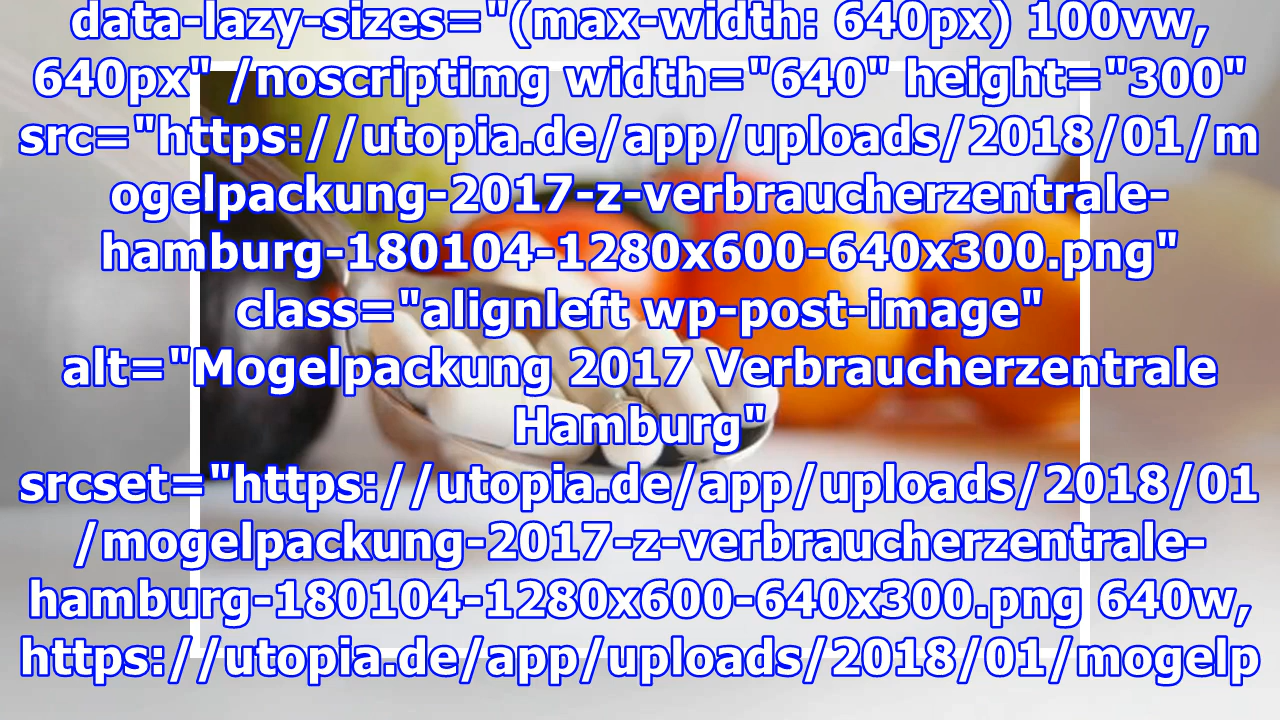 data-lazy-sizes="(max-width: 640px) 100vw,
640px" /noscriptimg width="640" height="300"
src="https://utopia.de/app/uploads/2018/01/m
ogelpackung-2017-z-verbraucherzentrale-
hamburg-180104-1280x600-640x300.png"
class="alignleft wp-post-image"
alt="Mogelpackung 2017 Verbraucherzentrale
Hamburg"
srcset="https://utopia.de/app/uploads/2018/01
/mogelpackung-2017-z-verbraucherzentrale-
hamburg-180104-1280x600-640x300.png 640w,
https://utopia.de/app/uploads/2018/01/mogelp